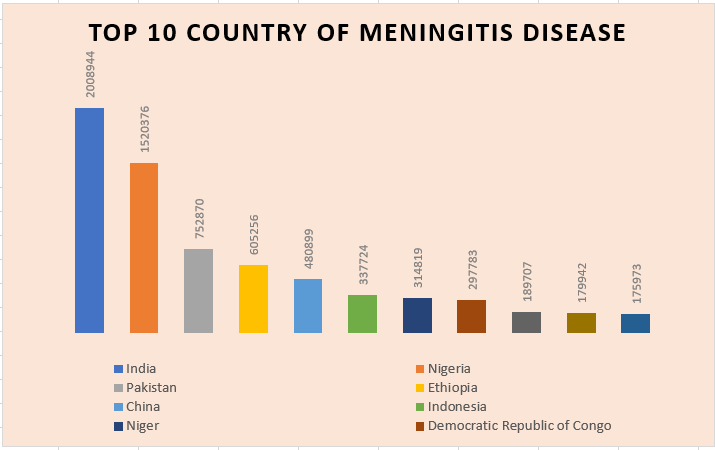 TOP 10 COUNTRY OF MENINGITIS DISEASE
2008944
1520376
752870
605256
480899
337724
314819
297783
189707
179942
175973
India
Nigeria
Pakistan
Ethiopia
China
Indonesia
Niger
Democratic Republic of Congo